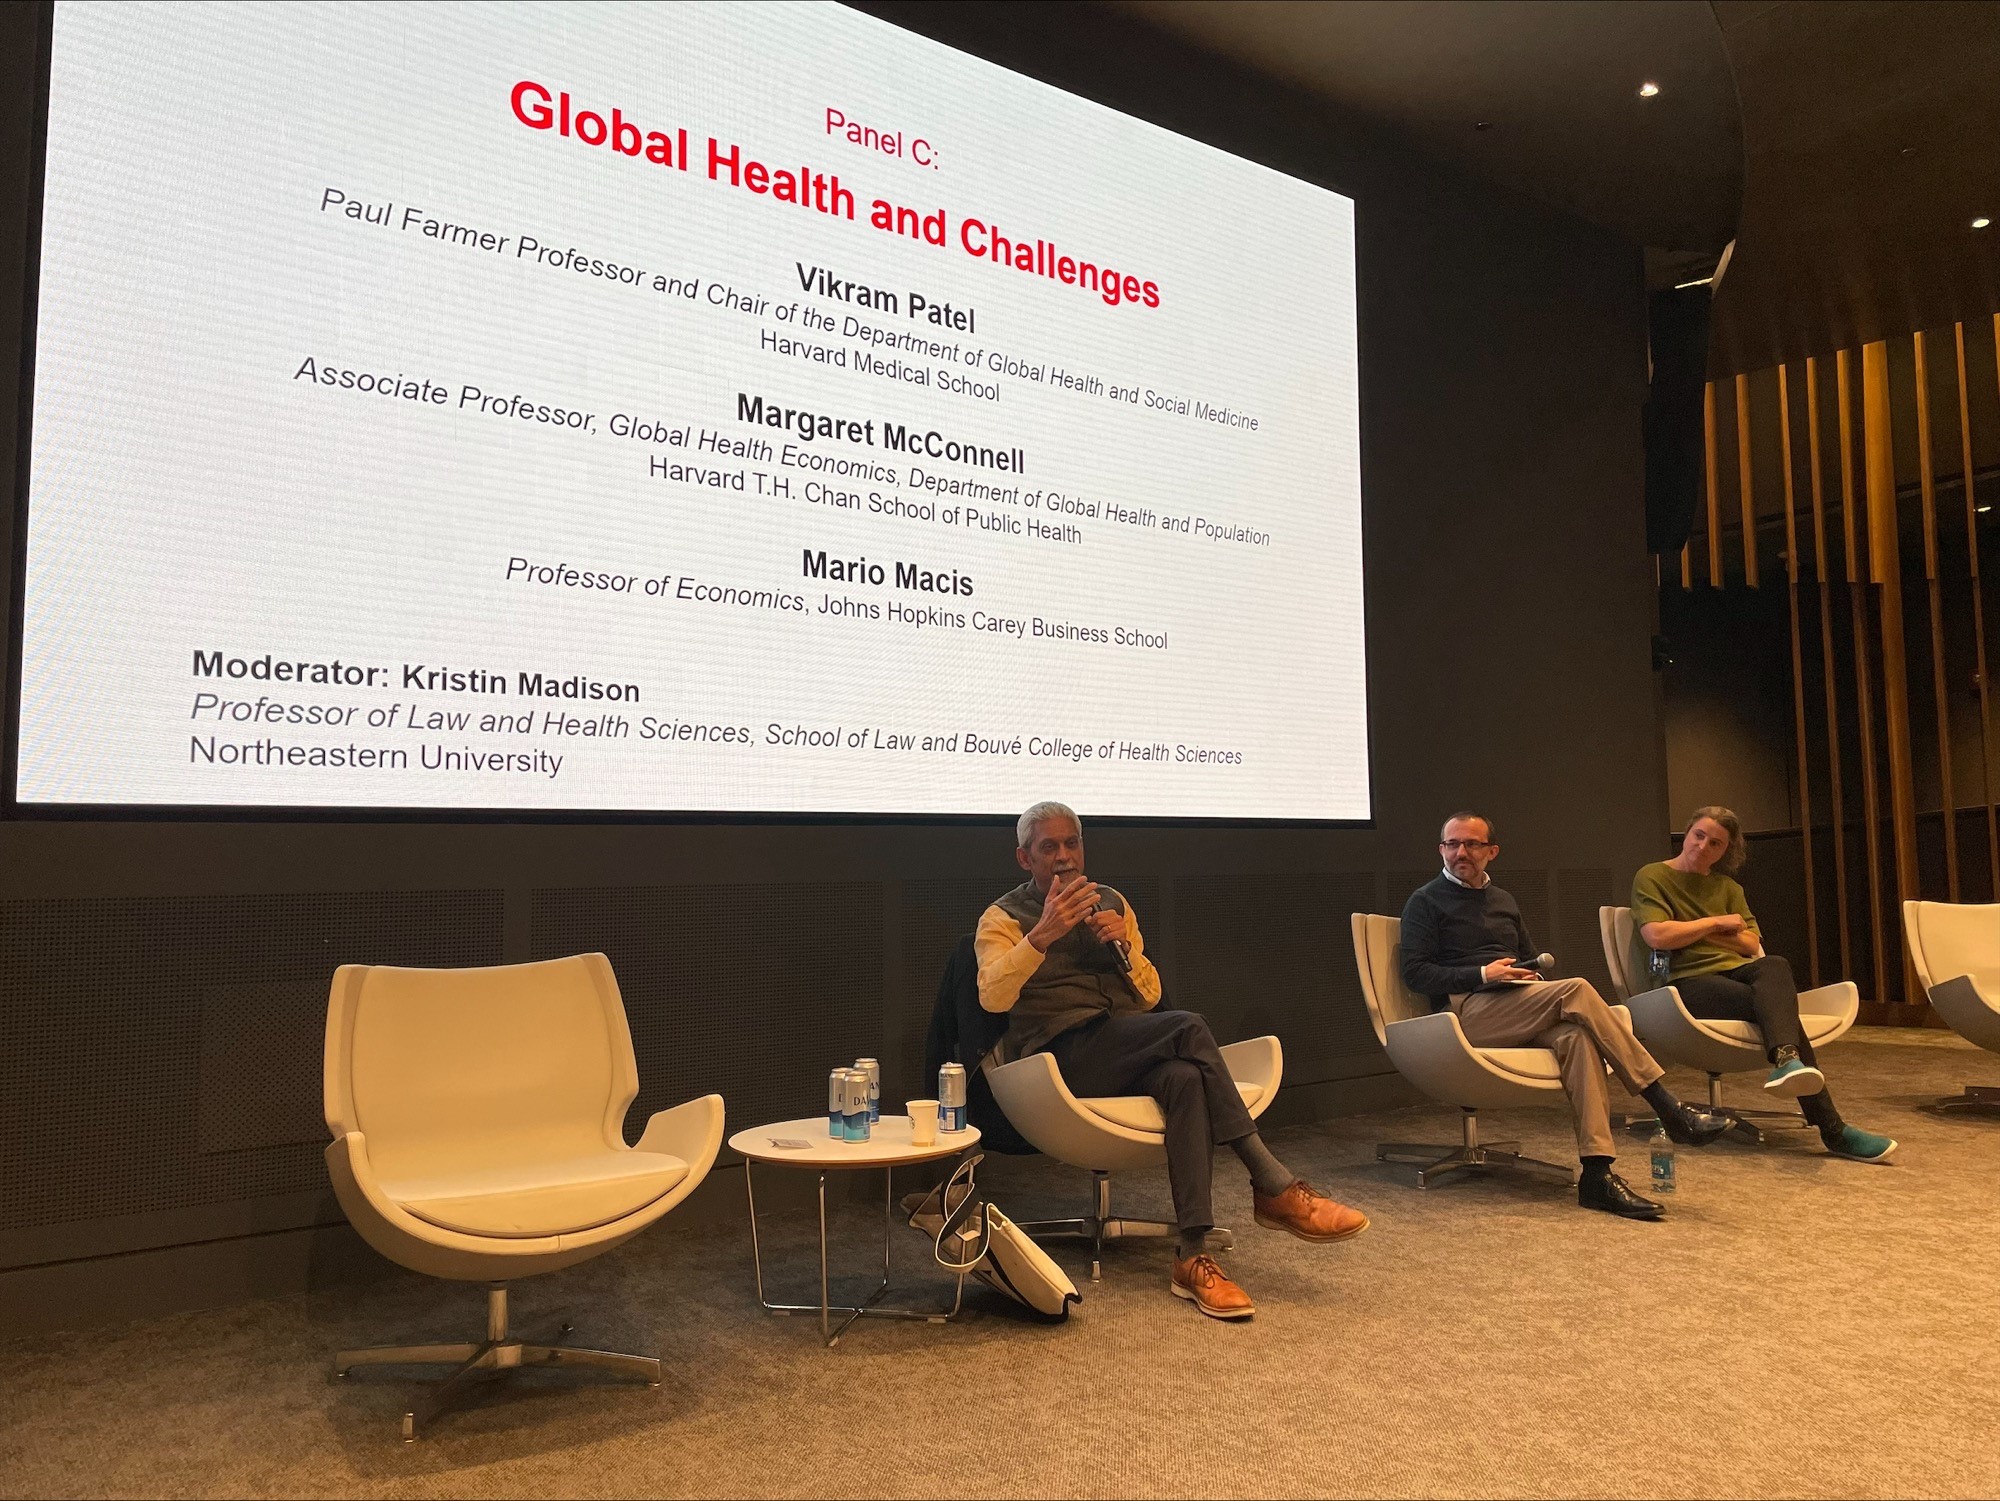 Panel C:
Global Health and Challenges
Vikram Patel
Paul Farmer Professor and Chair of the Department of Global Health and Social Medicine
Harvard Medical School
Margaret McConnell
Associate Professor, Global Health Economics, Department of Global Health and Population
Harvard T.H. Chan School of Public Health
Mario Macis
Professor of Economics, Johns Hopkins Carey Business School
Moderator: Kristin Madison
Professor of Law and Health Sciences, School of Law and Bouvé College of Health Sciences
Northeastern University